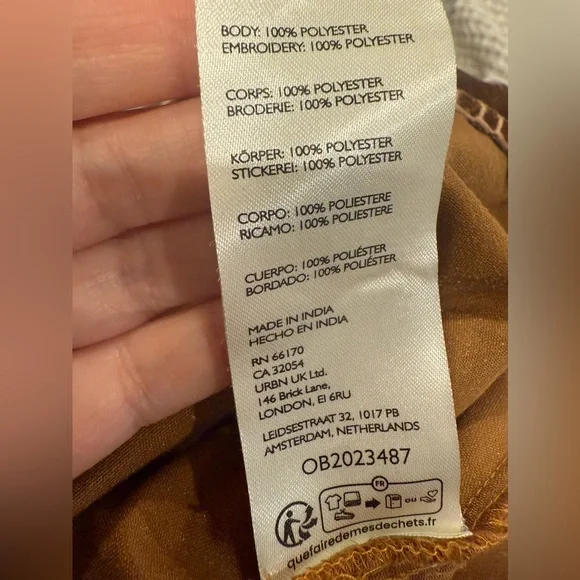 BODY: 100% POLYESTER
EMBROIDERY: 100% POLYESTER
CORPS: 100% POLYESTER
BRODERIE: 100% POLYESTER
KÖRPER: 100% POLYESTER
STICKEREI: 100% POLYESTER
CORPO: 100% POLIESTERE
RICAMO: 100% POLIESTERE
CUERPO: 100% POLIÉSTER
BORDADO: 100% POLIÉSTER
MADE IN INDIA
HECHO EN INDIA
RN 66170
CA 32054
URBN UK Ltd.
146 Brick Lane,
LONDON, E1 6RU
LEIDSESTRAAT 32, 1017 PB
AMSTERDAM, NETHERLANDS
OB2023487
FR
ou
quefairedemesdechets.fr